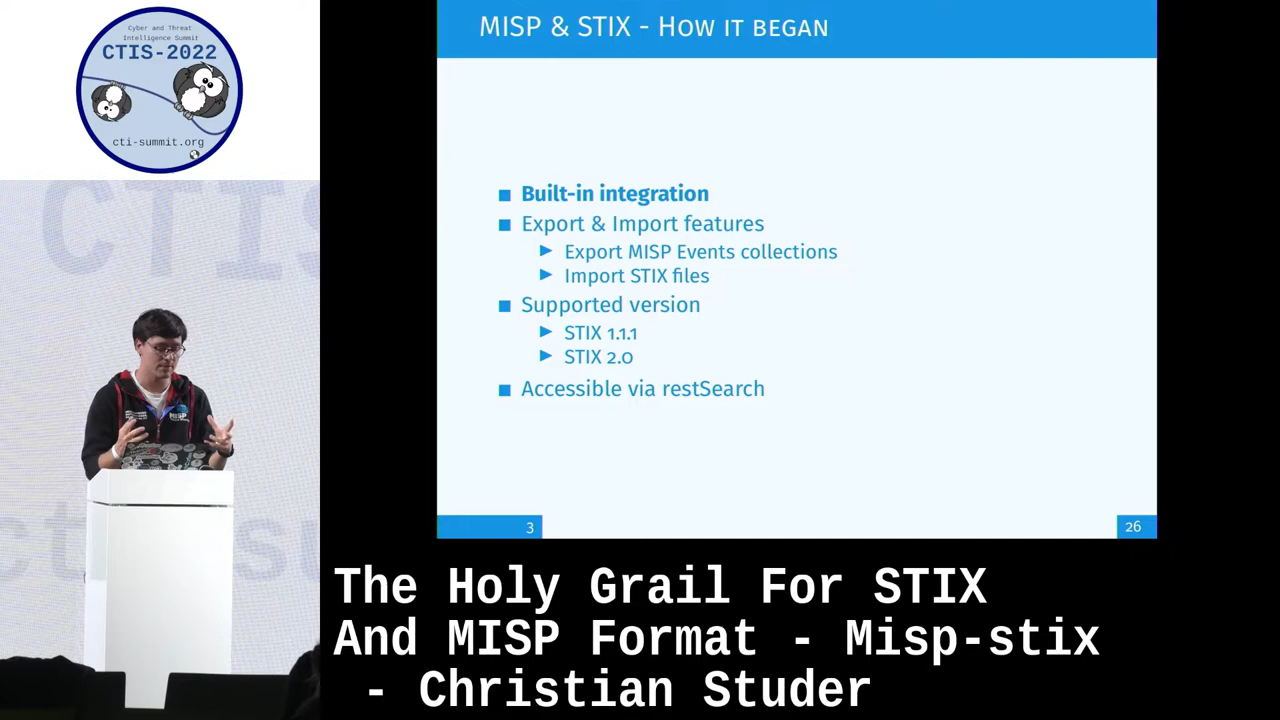 Cyber and Threat
Intelligence Summit
CTIS-2022
cti-summit.org
CTIS
MISP
MISP & STIX - HOW IT BEGAN
Built-in integration
Export & Import features
Export MISP Events collections
Import STIX files
Supported version
STIX 1.1.1
STIX 2.0
Accessible via restSearch
3
26
The Holy Grail For STIX
And MISP Format - Misp-stix
- Christian Studer